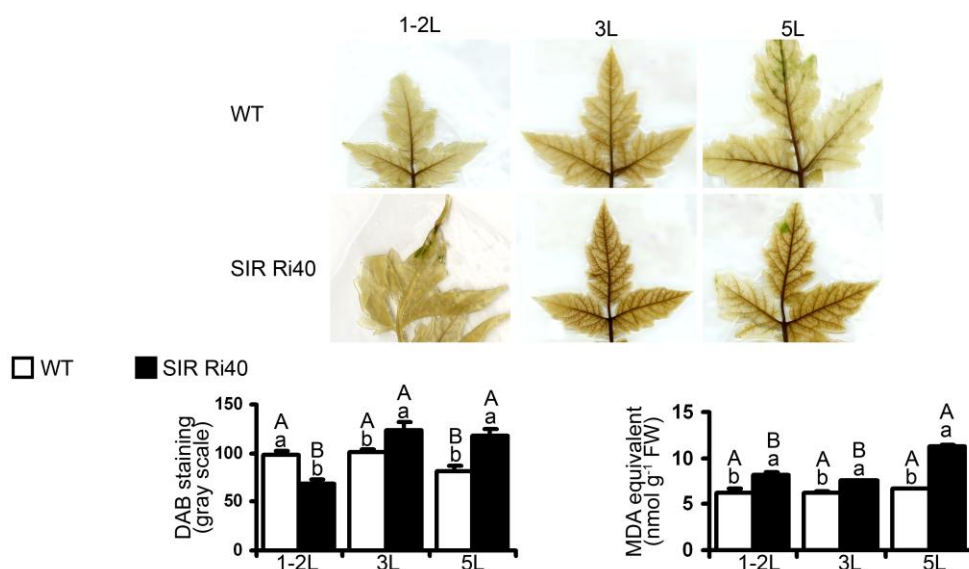 1-2L 3L 5L
WT
SIR Ri40
WT SIR Ri40
DAB staining
(gray scale)
150
100
50
0
A
a
B
b
A
b
A
a
B
b
A
a
1-2L 3L 5L
MDA equivalent
(nmol g⁻¹ FW)
15
10
5
0
A
b
B
a
A
b
B
a
A
b
A
a
1-2L 3L 5L